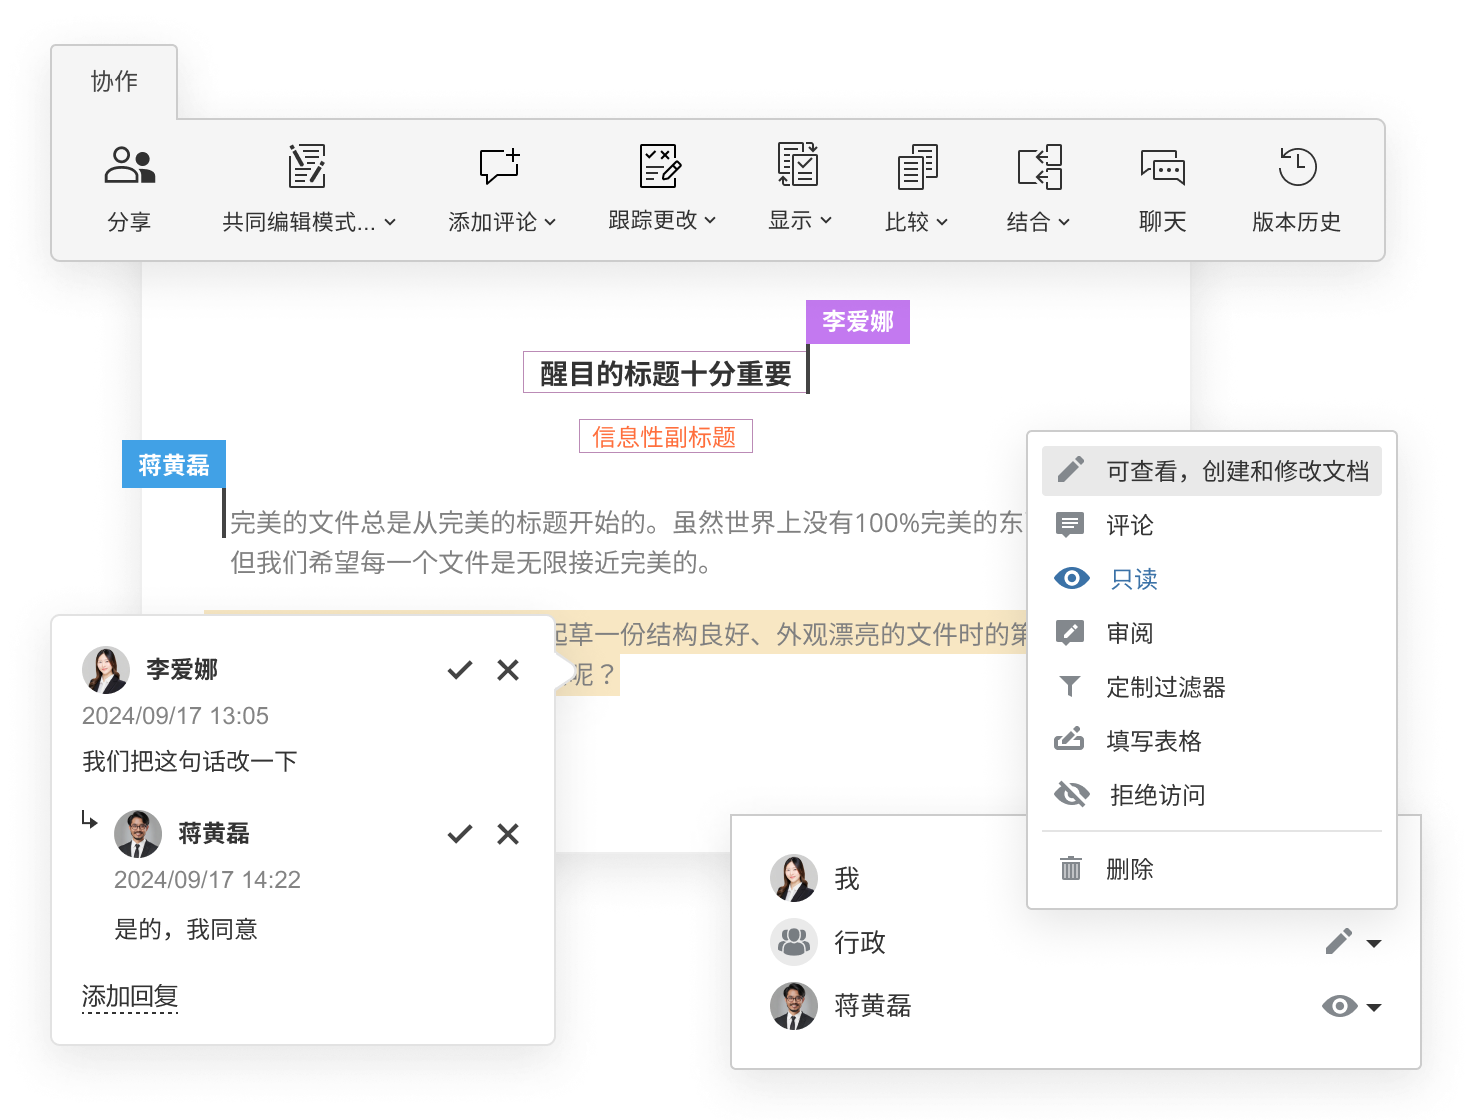 协作
分享
共同编辑模式...
添加评论
跟踪更改
显示
比较
结合
聊天
版本历史
李爱娜
醒目的标题十分重要
信息性副标题
蒋黄磊
完美的文件总是从完美的标题开始的。虽然世界上没有100%完美的东
但我们希望每一个文件是无限接近完美的。
起草一份结构良好、外观漂亮的文件时的第
呢？
李爱娜
2024/09/17 13:05
我们把这句话改一下
蒋黄磊
2024/09/17 14:22
是的，我同意
添加回复
可查看，创建和修改文档
评论
只读
审阅
定制过滤器
填写表格
拒绝访问
删除
我
行政
蒋黄磊